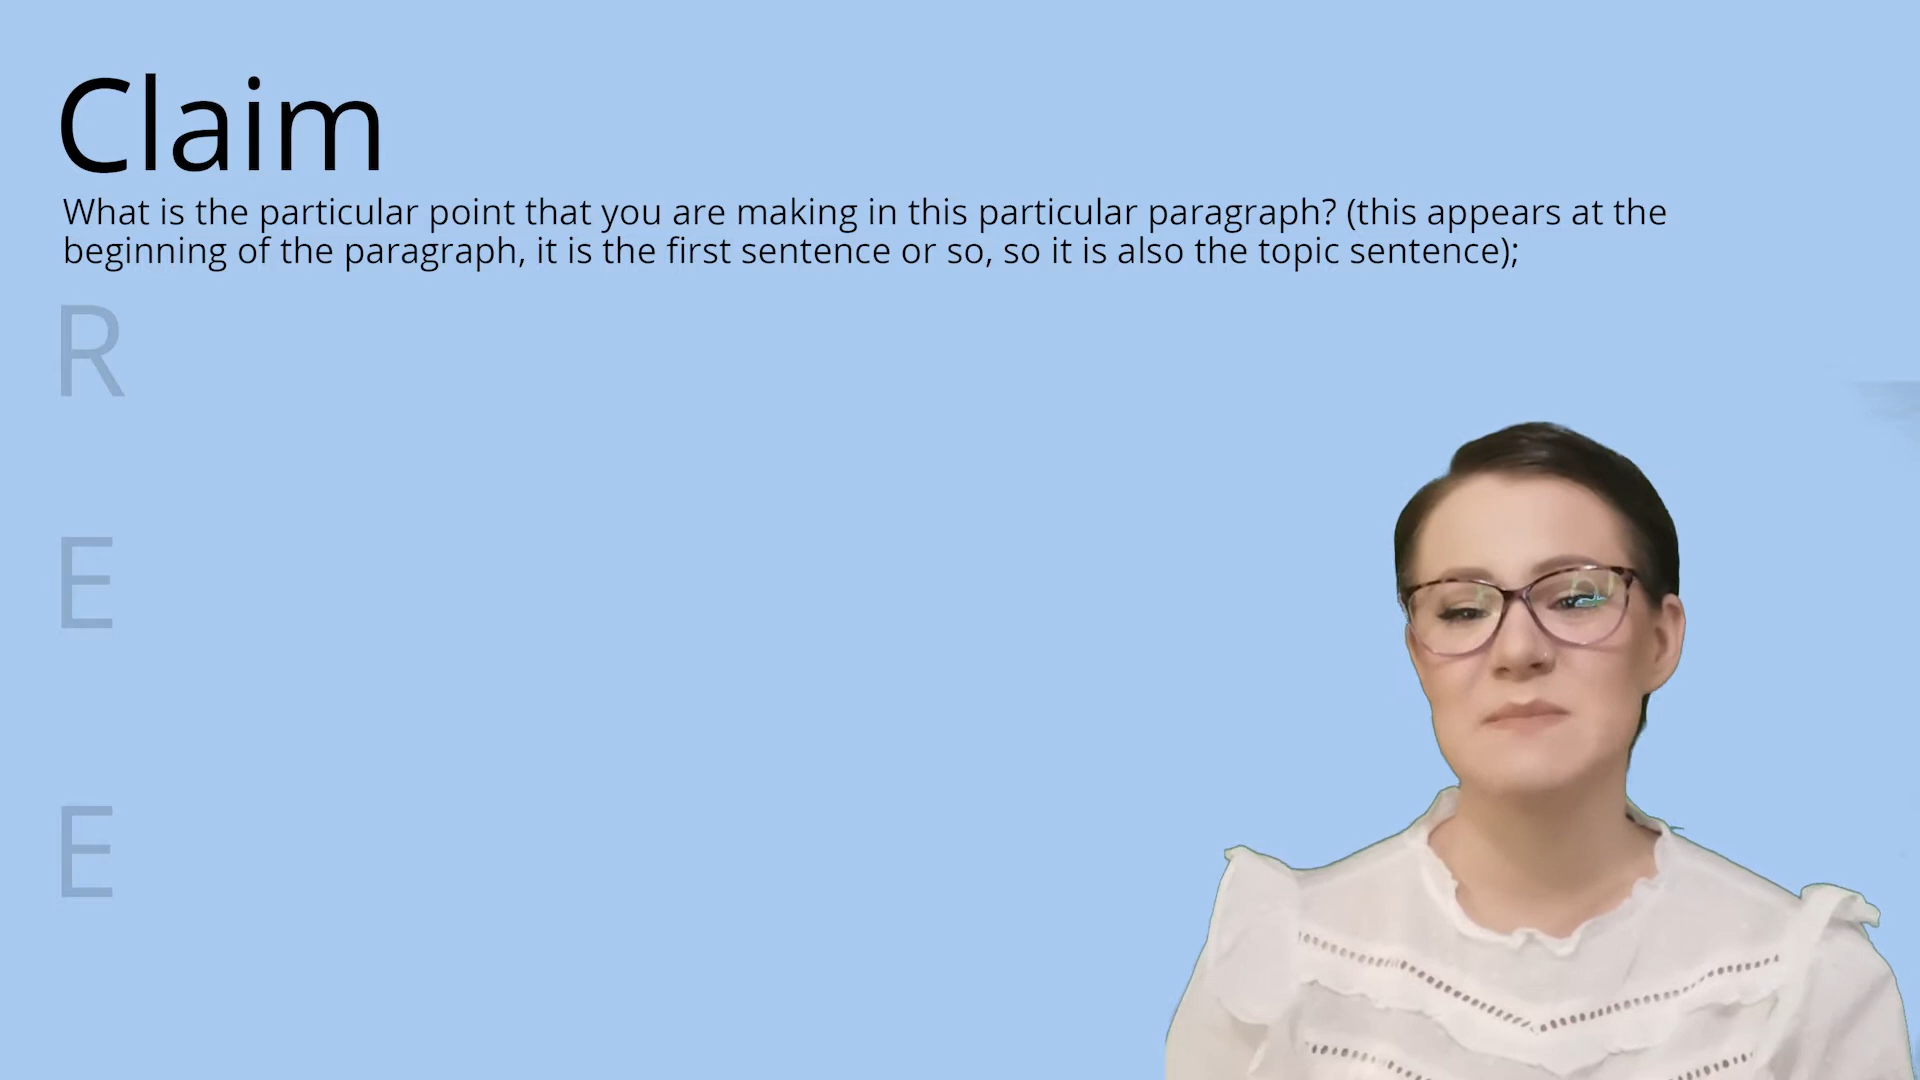 Claim
What is the particular point that you are making in this particular paragraph? (this appears at the
beginning of the paragraph, it is the first sentence or so, so it is also the topic sentence);
R
E
E